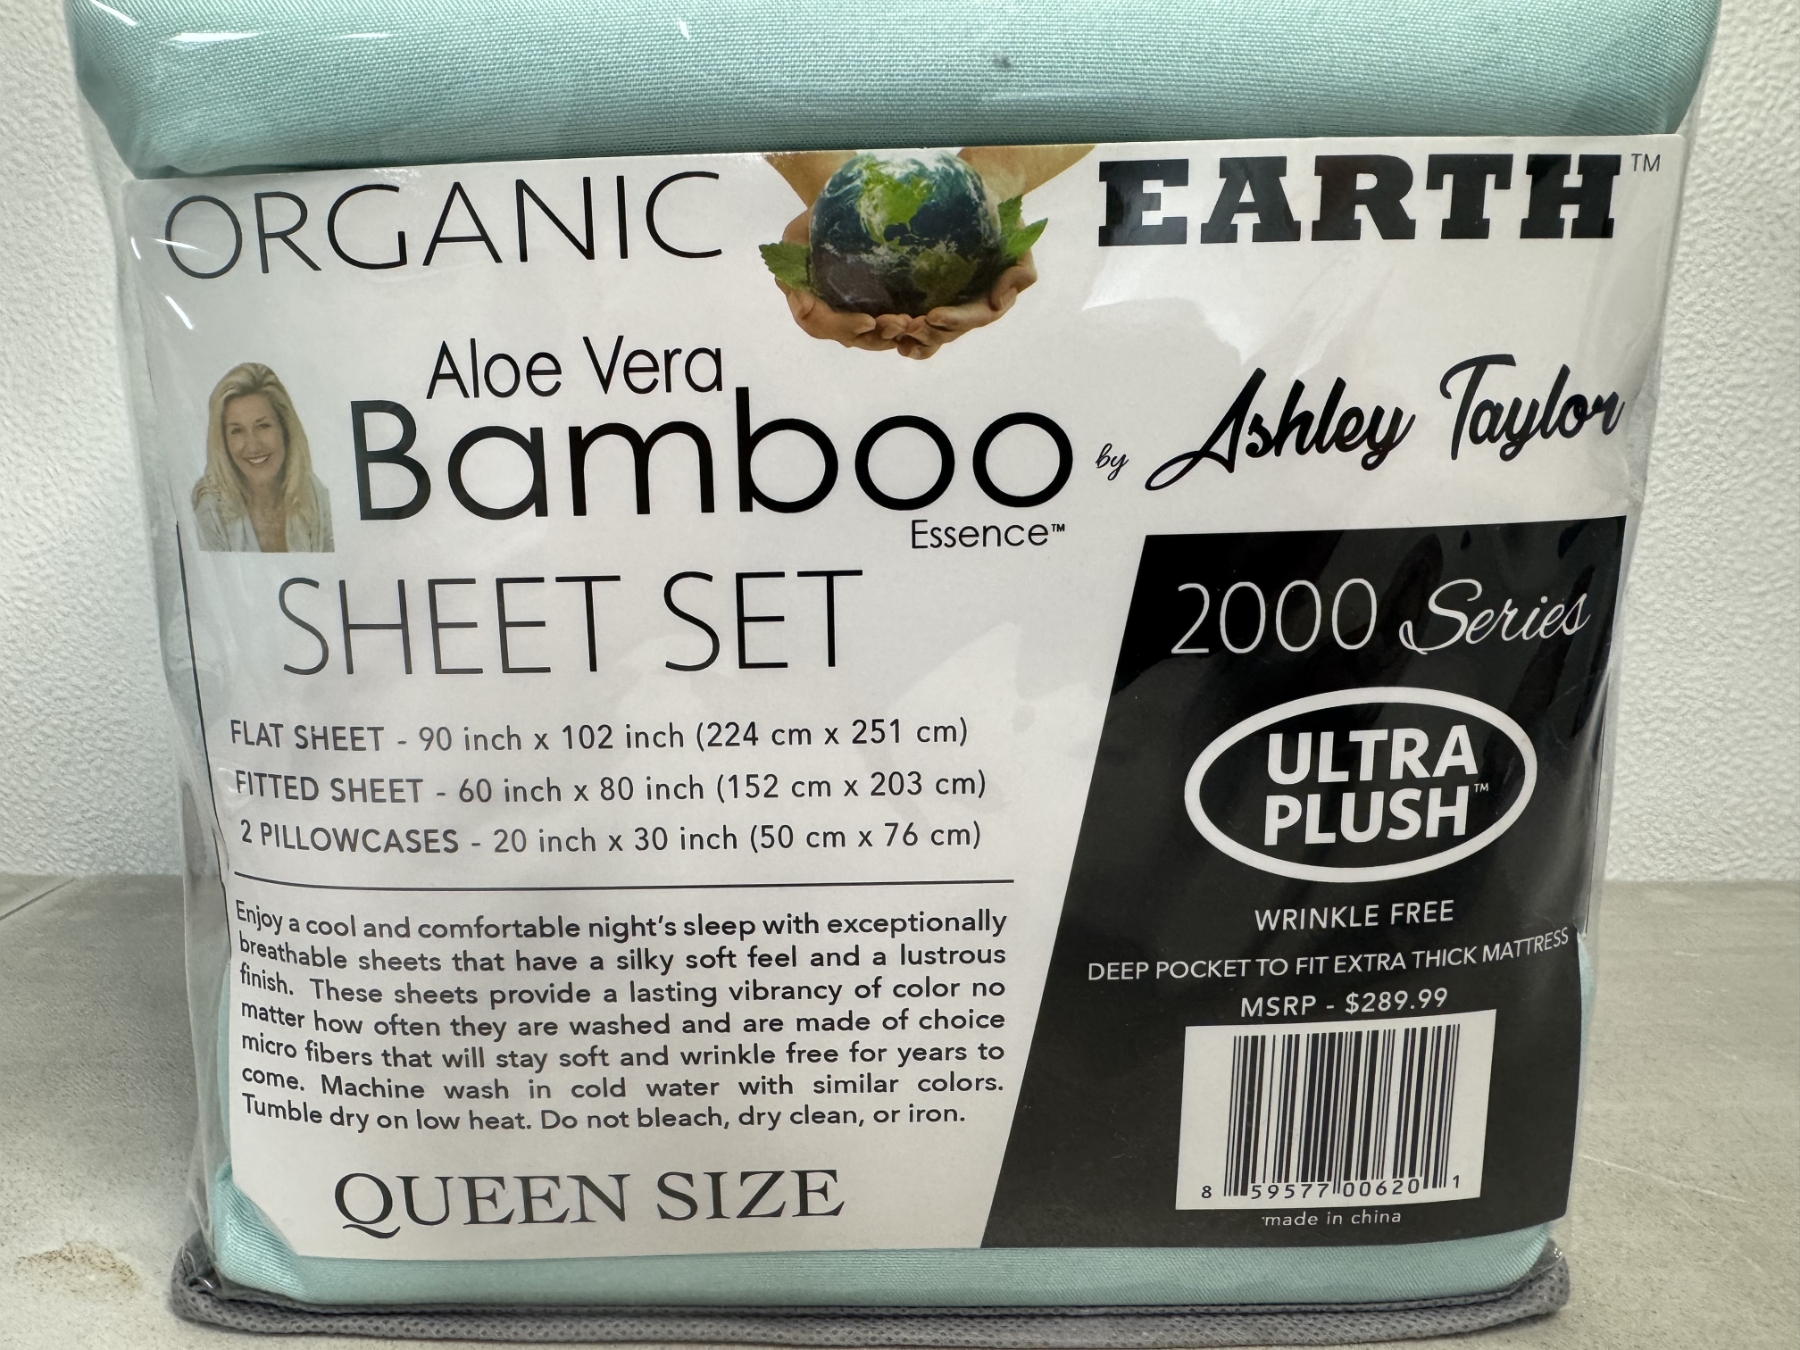 ORGANIC EARTH™
Aloe Vera
Bamboo by Ashley Taylor
Essence™
SHEET SET
FLAT SHEET - 90 inch x 102 inch (224 cm x 251 cm)
FITTED SHEET - 60 inch x 80 inch (152 cm x 203 cm)
2 PILLOWCASES - 20 inch x 30 inch (50 cm x 76 cm)
Enjoy a cool and comfortable night's sleep with exceptionally
breathable sheets that have a silky soft feel and a lustrous
finish. These sheets provide a lasting vibrancy of color no
matter how often they are washed and are made of choice
micro fibers that will stay soft and wrinkle free for years to
come. Machine wash in cold water with similar colors.
Tumble dry on low heat. Do not bleach, dry clean, or iron.
QUEEN SIZE
2000 Series
ULTRA
PLUSH™
WRINKLE FREE
DEEP POCKET TO FIT EXTRA THICK MATTRESS
MSRP - $289.99
8 59577 00620 1
made in china